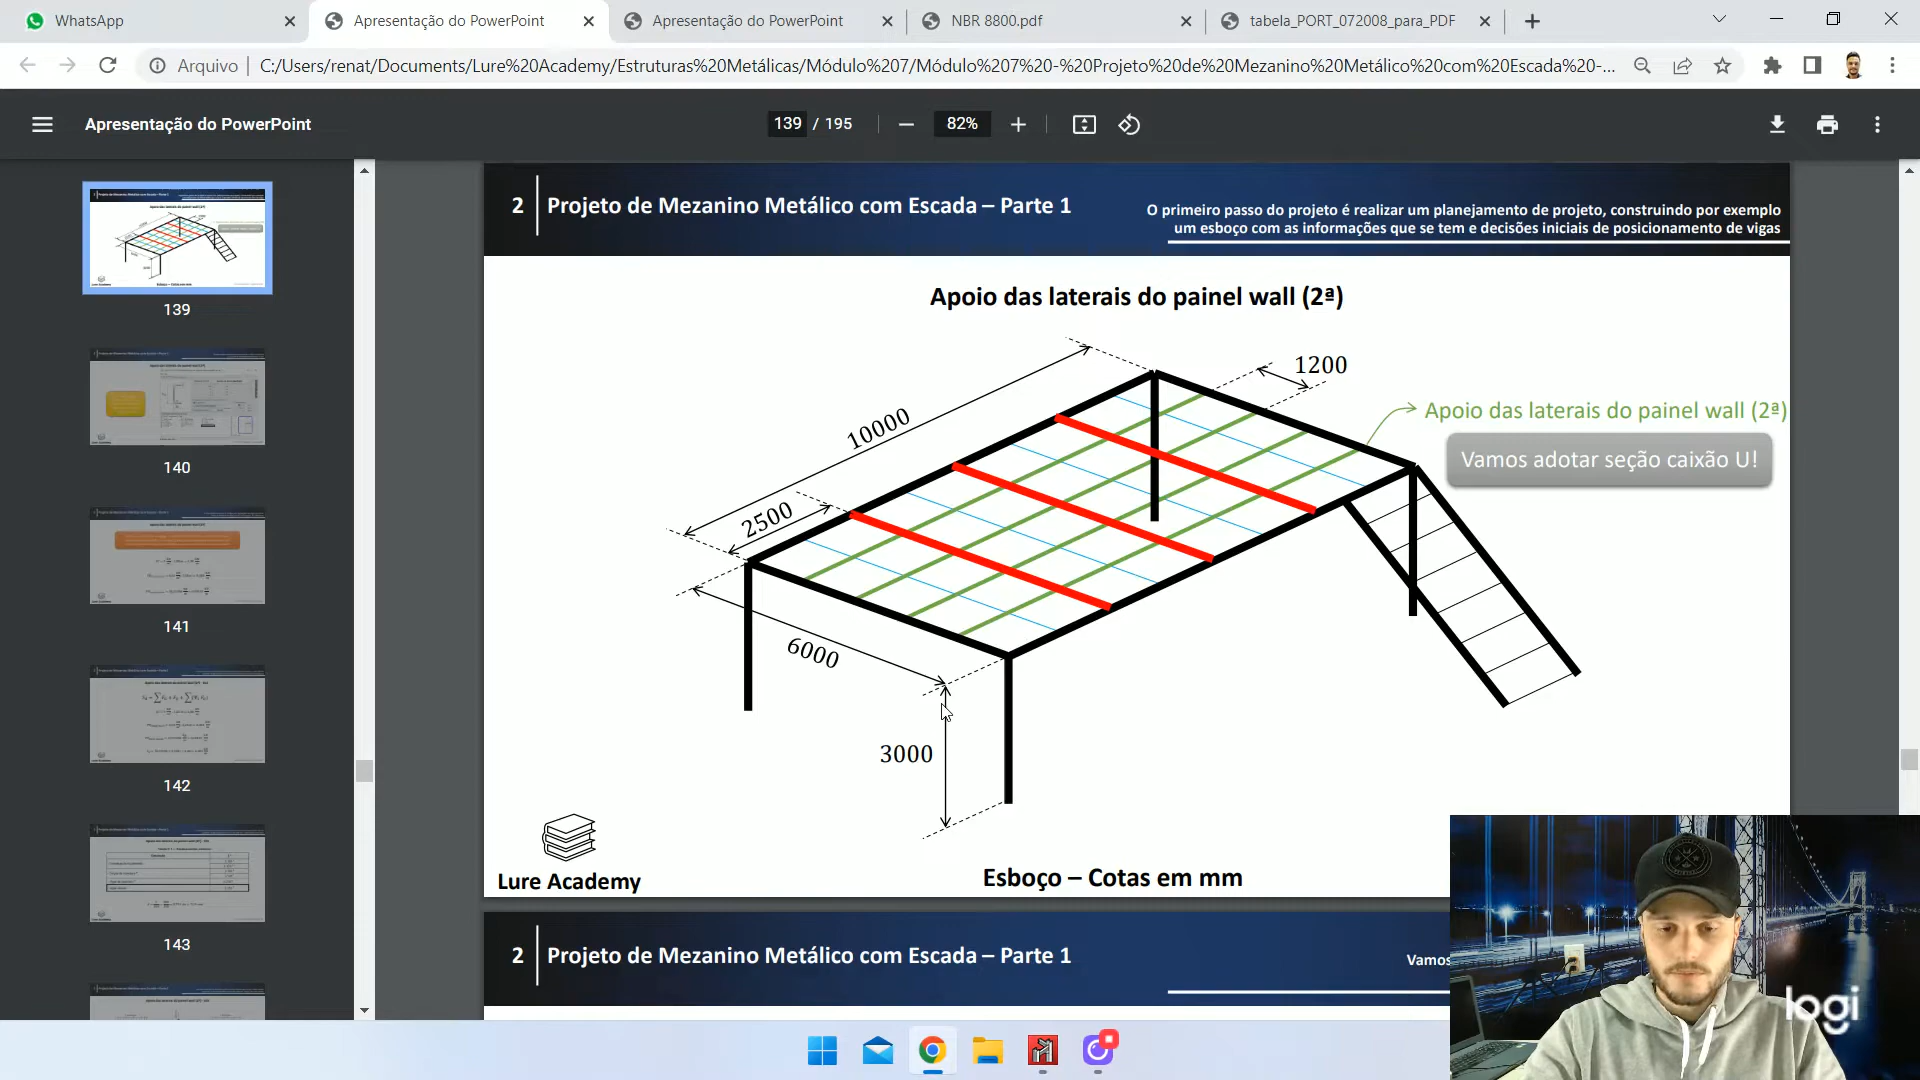 WhatsApp
Apresentação do PowerPoint
Apresentação do PowerPoint
NBR 8800.pdf
tabela_PORT_072008_para_PDF
Arquivo
C:/Users/renat/Documents/Lure%20Academy/Estruturas%20Metálicas/Módulo%207/Módulo%207%20-%20Projeto%20de%20Mezanino%20Metálico%20com%20Escada%20-...
Apresentação do PowerPoint
139 / 195
82%
139
140
141
142
143
2
Projeto de Mezanino Metálico com Escada – Parte 1
O primeiro passo do projeto é realizar um planejamento de projeto, construindo por exemplo
um esboço com as informações que se tem e decisões iniciais de posicionamento de vigas
Apoio das laterais do painel wall (2ª)
1200
10000
Apoio das laterais do painel wall (2ª)
Vamos adotar seção caixão U!
2500
6000
3000
Lure Academy
Esboço – Cotas em mm
2
Projeto de Mezanino Metálico com Escada – Parte 1
Vamos
logi